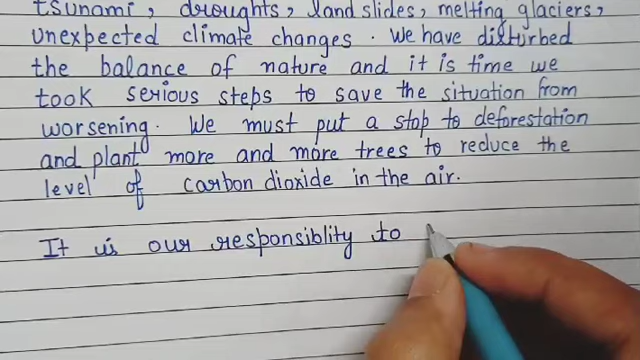 tsunami, droughts, land slides, melting glaciers,
unexpected climate changes. We have disturbed
the balance of nature and it is time we
took serious steps to save the situation from
worsening. We must put a stop to deforestation
and plant more and more trees to reduce the
level of carbon dioxide in the air.
It is our responsiblity to